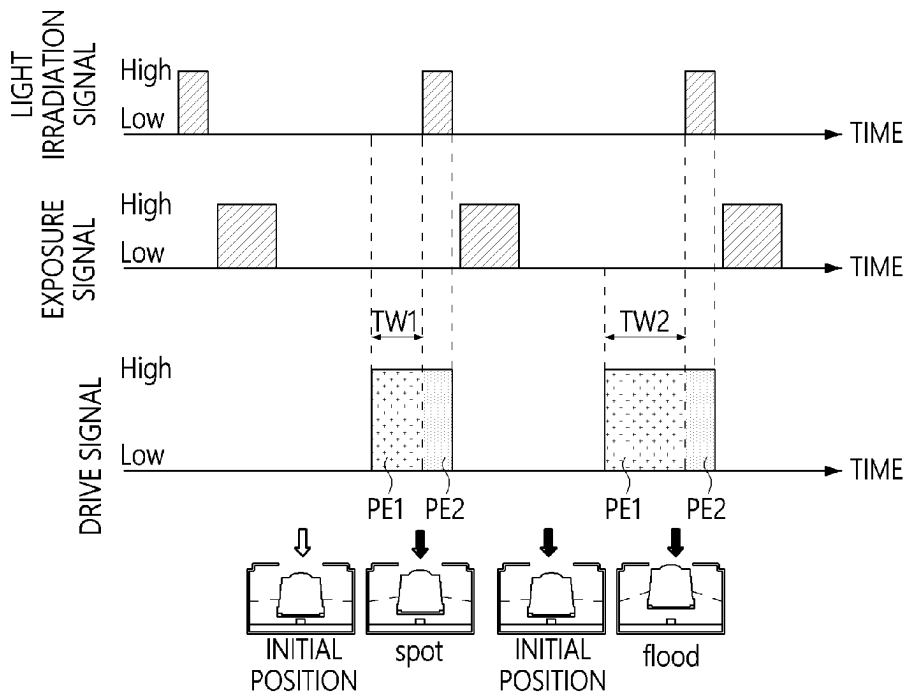 LIGHT
IRRADIATION
SIGNAL
High
Low
TIME
EXPOSURE
SIGNAL
High
Low
TIME
TW1
TW2
DRIVE SIGNAL
High
Low
TIME
PE1
PE2
PE1
PE2
INITIAL
POSITION
spot
INITIAL
POSITION
flood